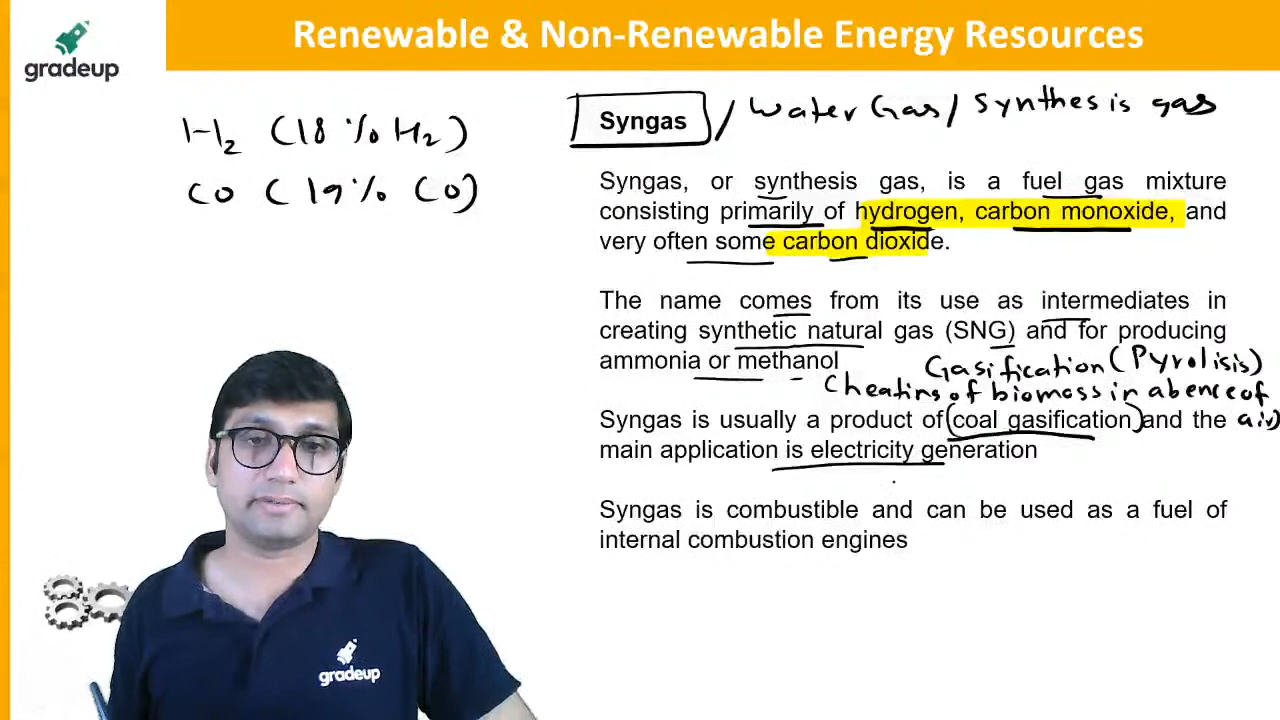 Renewable & Non-Renewable Energy Resources
gradeup
H2 (18% H2)
CO (19% CO)
Syngas / Water Gas / Synthesis gas
Syngas, or synthesis gas, is a fuel gas mixture
consisting primarily of hydrogen, carbon monoxide, and
very often some carbon dioxide.
The name comes from its use as intermediates in
creating synthetic natural gas (SNG) and for producing
ammonia or methanol
Gasification (Pyrolisis)
(heating of biomass in abence of
air)
Syngas is usually a product of (coal gasification) and the
main application is electricity generation
Syngas is combustible and can be used as a fuel of
internal combustion engines
gradeup